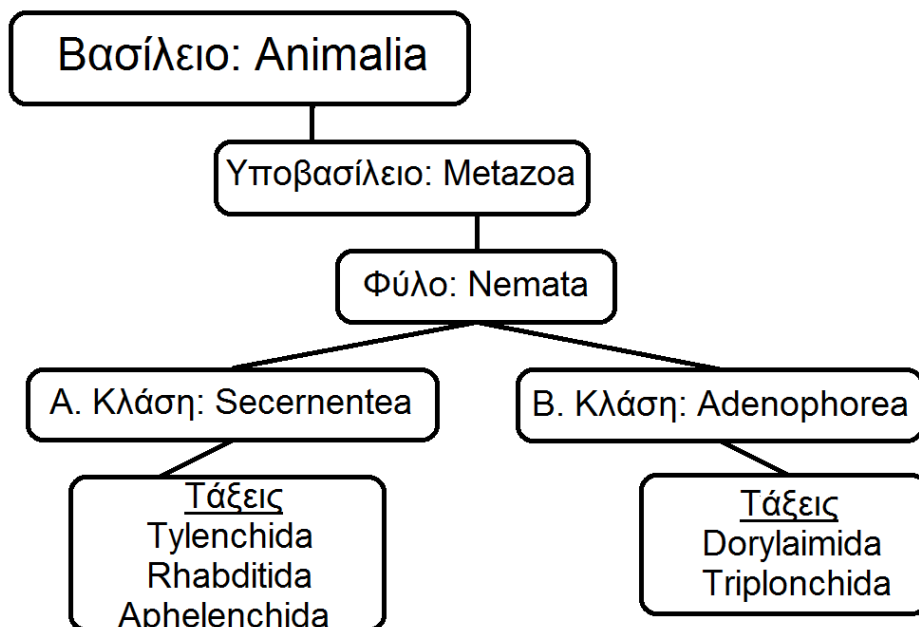 Βασίλειο: Animalia
Υποβασίλειο: Metazoa
Φύλο: Nemata
Α. Κλάση: Secernentea
Β. Κλάση: Adenophorea
Τάξεις
Tylenchida
Rhabditida
Aphelenchida
Τάξεις
Dorylaimida
Triplonchida